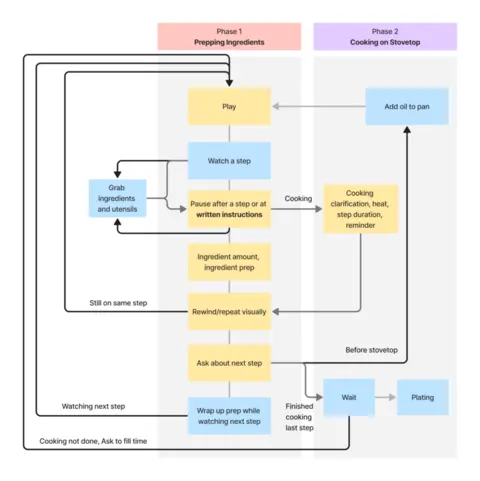 Phase 1
Prepping Ingredients
Phase 2
Cooking on Stovetop
Play
Add oil to pan
Watch a step
Grab
ingredients
and utensils
Pause after a step or at
written instructions
Cooking
Cooking
clarification, heat,
step duration,
reminder
Ingredient amount,
ingredient prep
Still on same step
Rewind/repeat visually
Before stovetop
Ask about next step
Watching next step
Wrap up prep while
watching next step
Finished
cooking
last step
Wait
Plating
Cooking not done, Ask to fill time